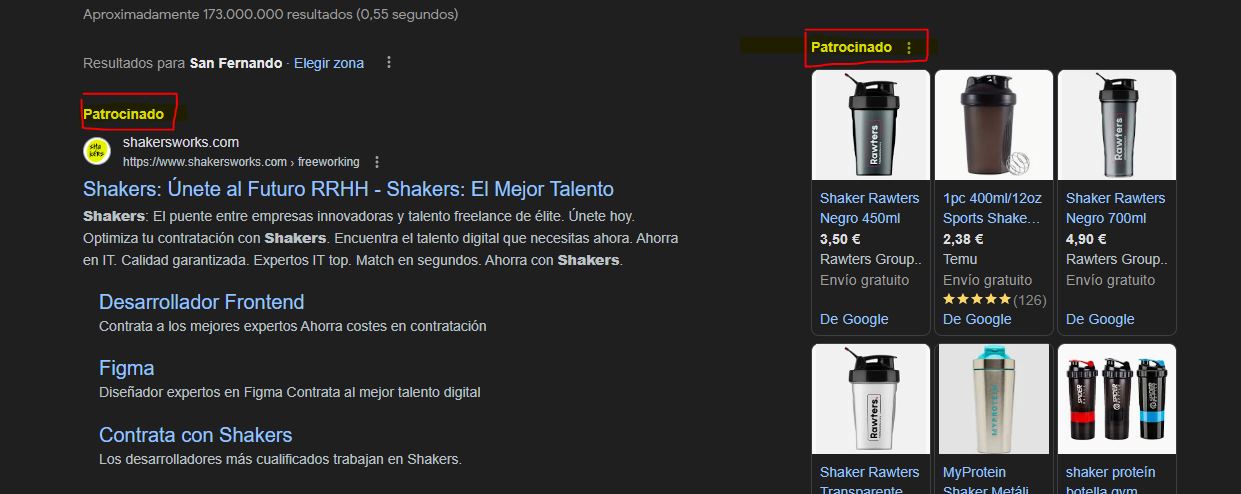 Aproximadamente 173.000.000 resultados (0,55 segundos)
Resultados para San Fernando · Elegir zona
Patrocinado
shakersworks.com
https://www.shakersworks.com › freeworking
Shakers: Únete al Futuro RRHH - Shakers: El Mejor Talento
Shakers: El puente entre empresas innovadoras y talento freelance de élite. Únete hoy.
Optimiza tu contratación con Shakers. Encuentra el talento digital que necesitas ahora. Ahorra
en IT. Calidad garantizada. Expertos IT top. Match en segundos. Ahorra con Shakers.
Desarrollador Frontend
Contrata a los mejores expertos Ahorra costes en contratación
Figma
Diseñador expertos en Figma Contrata al mejor talento digital
Contrata con Shakers
Los desarrolladores más cualificados trabajan en Shakers.
Patrocinado
Rawters.
Shaker Rawters
Negro 450ml
3,50 €
Rawters Group..
Envío gratuito
De Google
1pc 400ml/12oz
Sports Shake…
2,38 €
Temu
Envío gratuito
(126)
De Google
Rawters.
Shaker Rawters
Negro 700ml
4,90 €
Rawters Group..
Envío gratuito
De Google
Rawters.
Shaker Rawters
Transparente
MYPROTEIN
MyProtein
Shaker Metáli
SPIDER
SPIDER
SPIDER
shaker proteín
botella gym